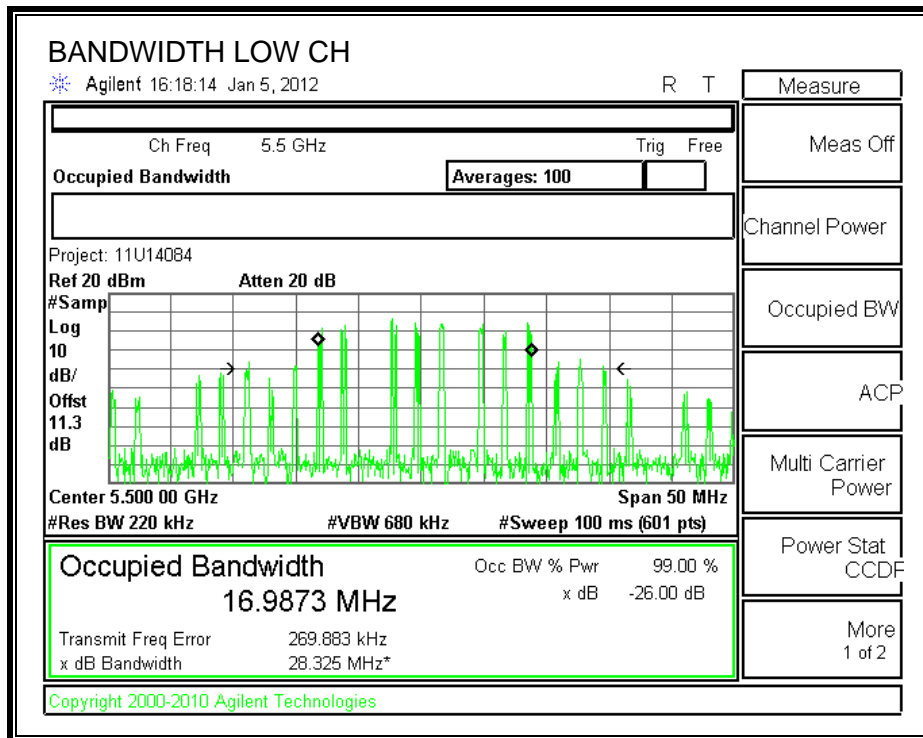 BANDWIDTH LOW CH
Agilent 16:18:14 Jan 5, 2012 R T
Ch Freq 5.5 GHz Trig Free
Occupied Bandwidth Averages: 100
Project: 11U14084
Ref 20 dBm Atten 20 dB
#Samp
Log
10
dB/
Offst
11.3
dB
Center 5.500 00 GHz Span 50 MHz
#Res BW 220 kHz #VBW 680 kHz #Sweep 100 ms (601 pts)
Occupied Bandwidth Occ BW % Pwr 99.00 %
16.9873 MHz x dB -26.00 dB
Transmit Freq Error 269.883 kHz
x dB Bandwidth 28.325 MHz*
Copyright 2000-2010 Agilent Technologies
Measure
Meas Off
Channel Power
Occupied BW
ACP
Multi Carrier
Power
Power Stat
CCDF
More
1 of 2